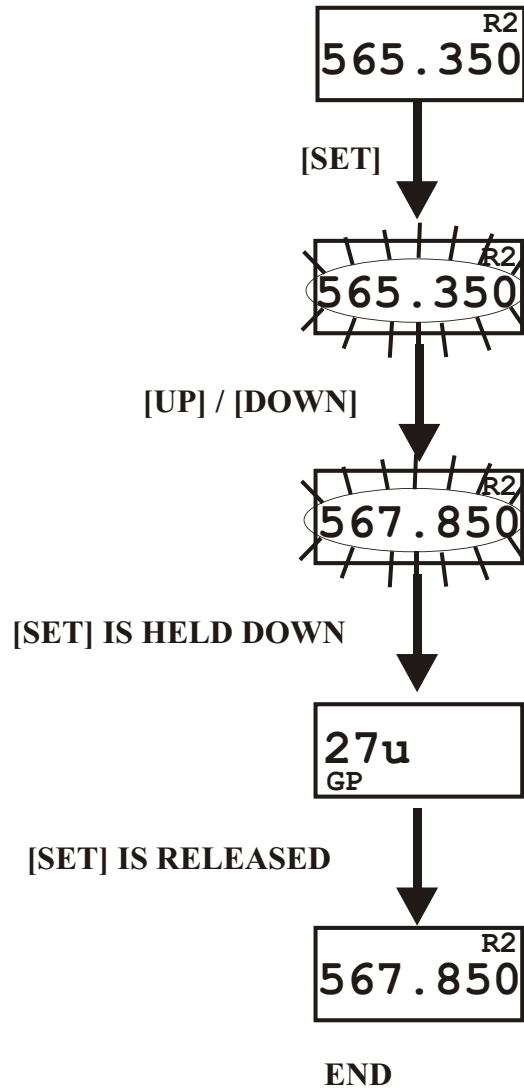 R2
565.350
[SET]
R2
565.350
[UP] / [DOWN]
R2
567.850
[SET] IS HELD DOWN
27u
GP
[SET] IS RELEASED
R2
567.850
END